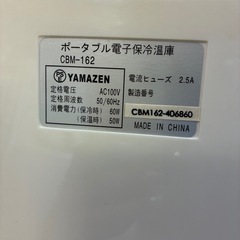 ポータブル電子保冷温庫
CBM-162
YAMAZEN
電流ヒューズ 2.5A
定格電圧 AC100V
製造番号
定格周波数 50/60Hz
消費電力（保冷時） 60W
（保温時） 50W
CBM162-406860
MADE IN CHINA